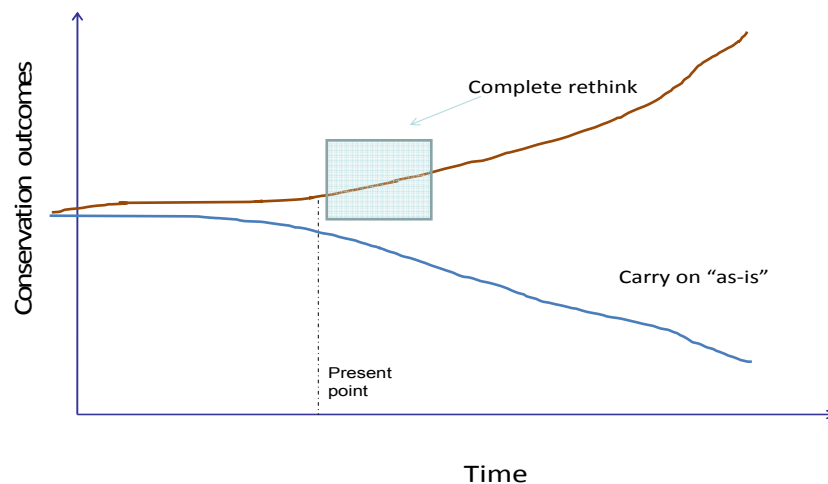 Conservation outcomes
Complete rethink
Carry on “as-is”
Present
point
Time